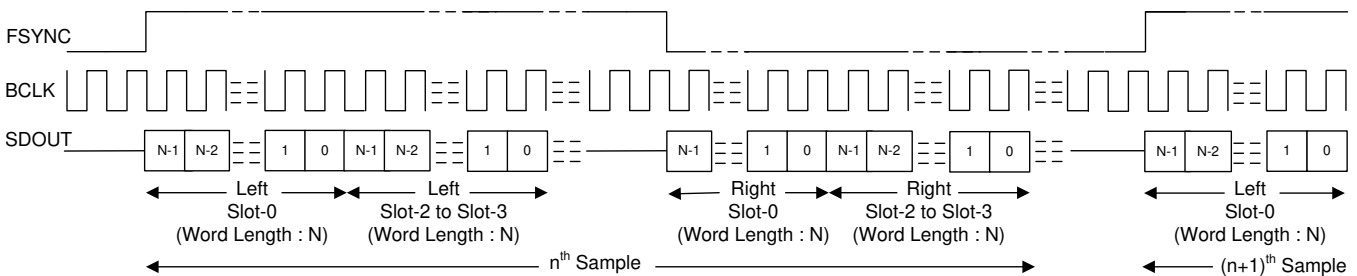 FSYNC
BCLK
SDOUT
N-1 N-2 1 0 N-1 N-2 1 0 N-1 1 0 N-1 N-2 1 0 N-1 N-2 1 0
Left Left Right Right Left
Slot-0 Slot-2 to Slot-3 Slot-0 Slot-2 to Slot-3 Slot-0
(Word Length : N) (Word Length : N) (Word Length : N) (Word Length : N) (Word Length : N)
nth Sample (n+1)th Sample